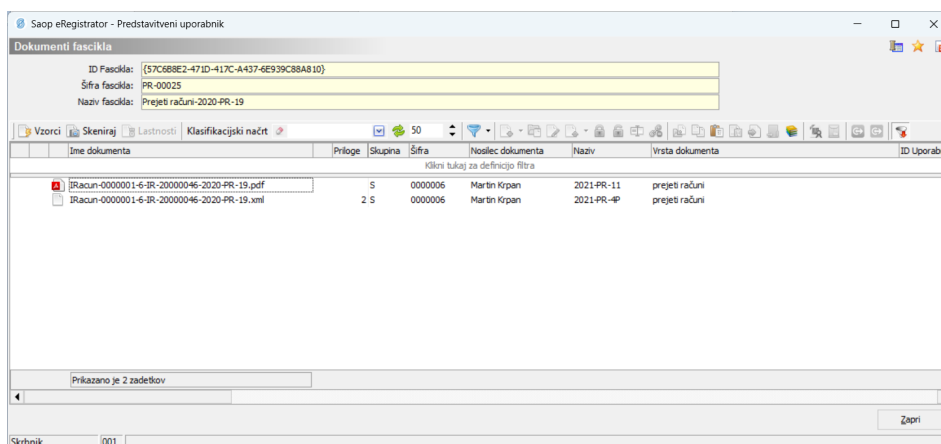 Saop eRegistrator - Predstavitveni uporabnik
Dokumenti fascikla
ID Fascikla: {57C6B8E2-471D-417C-A437-6E939C88A810}
Šifra fascikla: PR-00025
Naziv fascikla: Prejeti računi-2020-PR-19
Vzorci Skeniraj Lastnosti Klasifikacijski načrt 50
Ime dokumenta Priloge Skupina Šifra Nosilec dokumenta Naziv Vrsta dokumenta ID Uporab
Klikni tukaj za definicijo filtra
IRacun-0000001-6-IR-20000046-2020-PR-19.pdf S 0000006 Martin Krpan 2021-PR-11 prejeti računi
IRacun-0000001-6-IR-20000046-2020-PR-19.xml 2 S 0000006 Martin Krpan 2021-PR-4P prejeti računi
Prikazano je 2 zadetkov
Zapri
Skrbnik 001